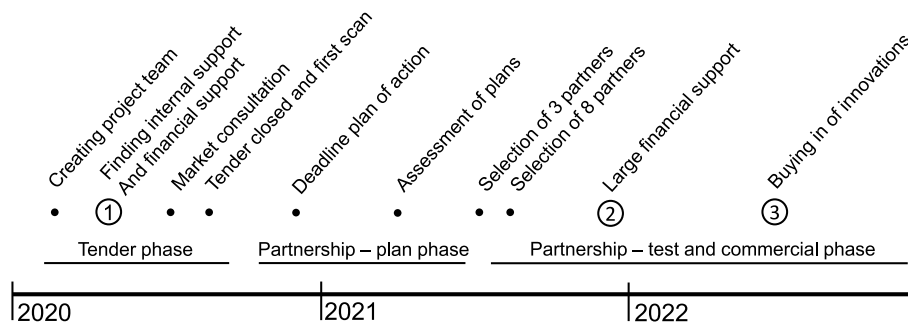 Creating project team
Finding internal support
And financial support
Market consultation
Tender closed and first scan
Deadline plan of action
Assessment of plans
Selection of 3 partners
Selection of 8 partners
Large financial support
Buying in of innovations
1
2
3
Tender phase
Partnership – plan phase
Partnership – test and commercial phase
2020
2021
2022